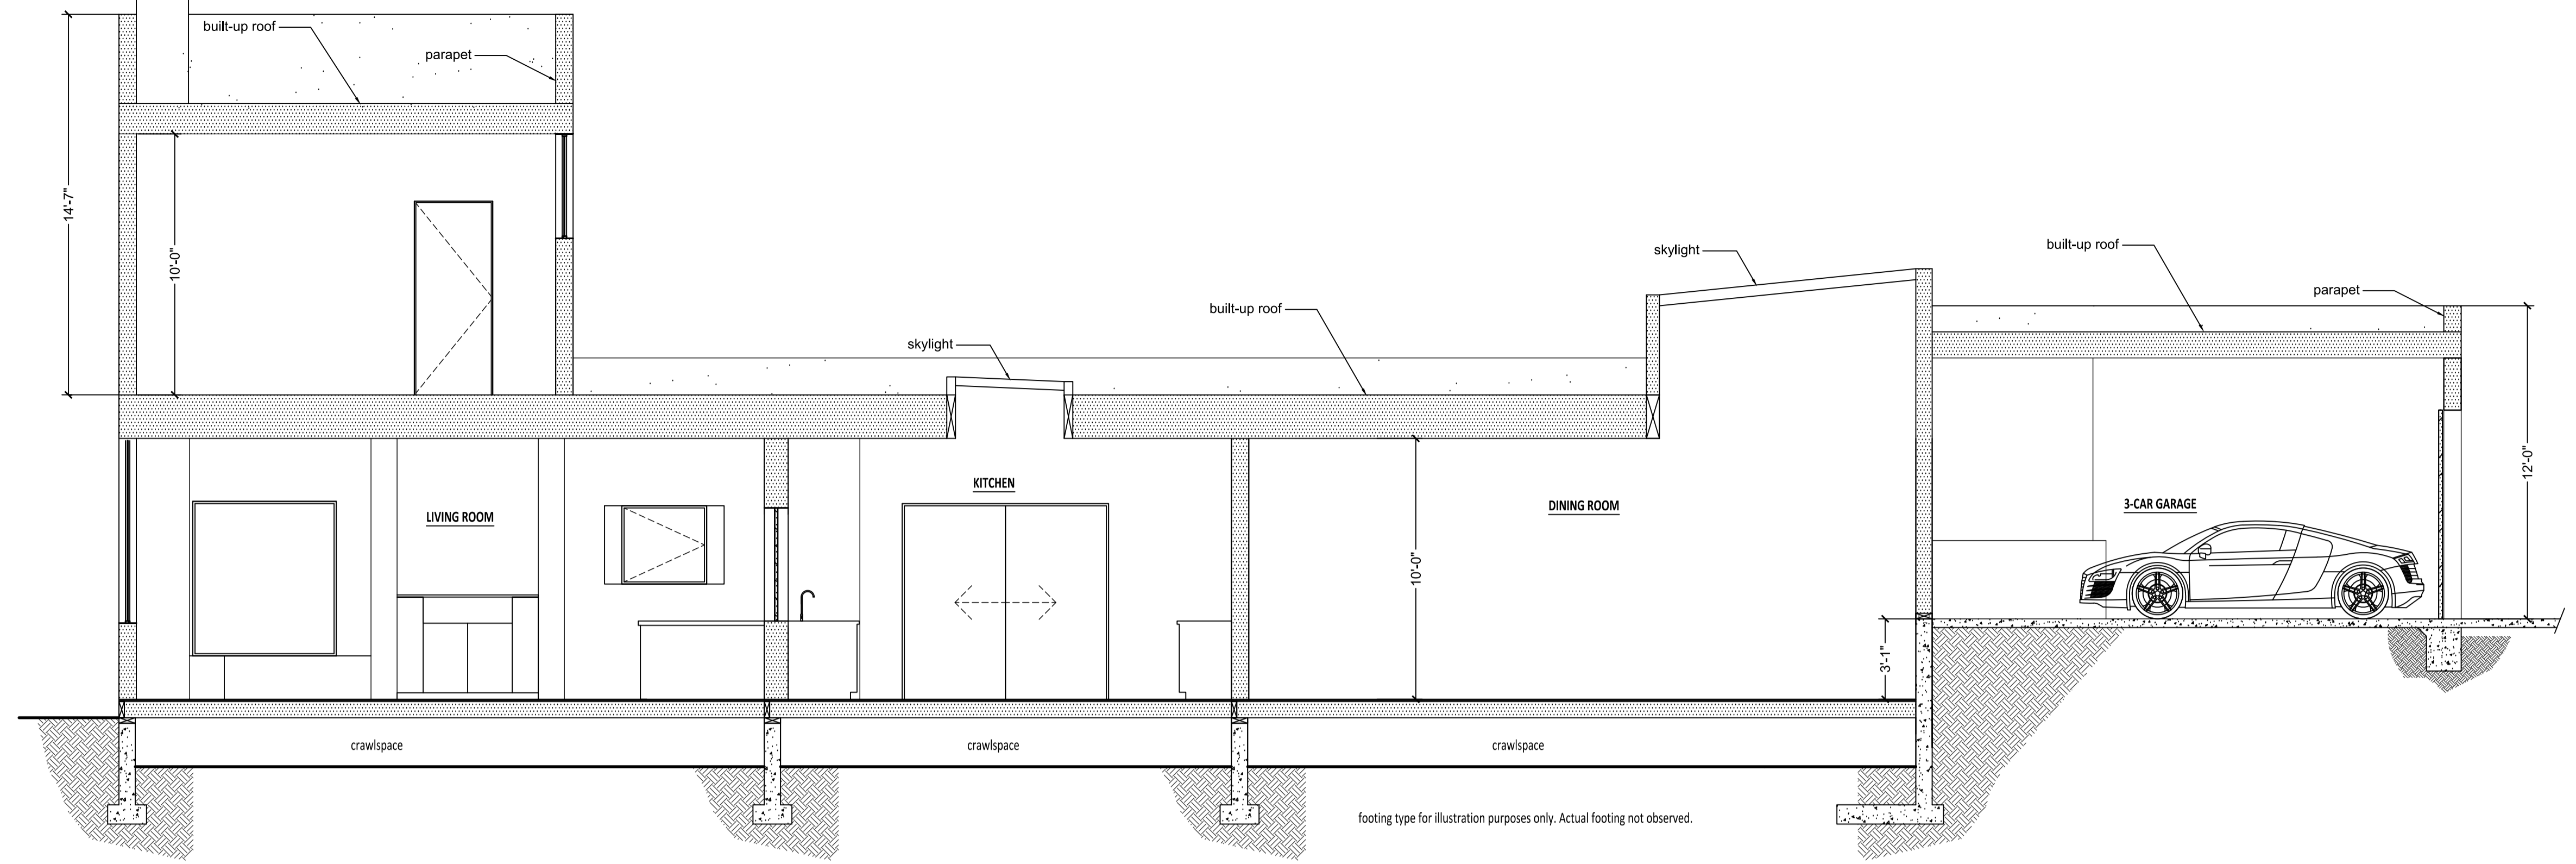 built-up roof
parapet
14'-7"
10'-0"
skylight
built-up roof
skylight
built-up roof
parapet
12'-0"
LIVING ROOM
KITCHEN
DINING ROOM
3-CAR GARAGE
10'-0"
3'-1"
crawlspace
crawlspace
crawlspace
footing type for illustration purposes only. Actual footing not observed.